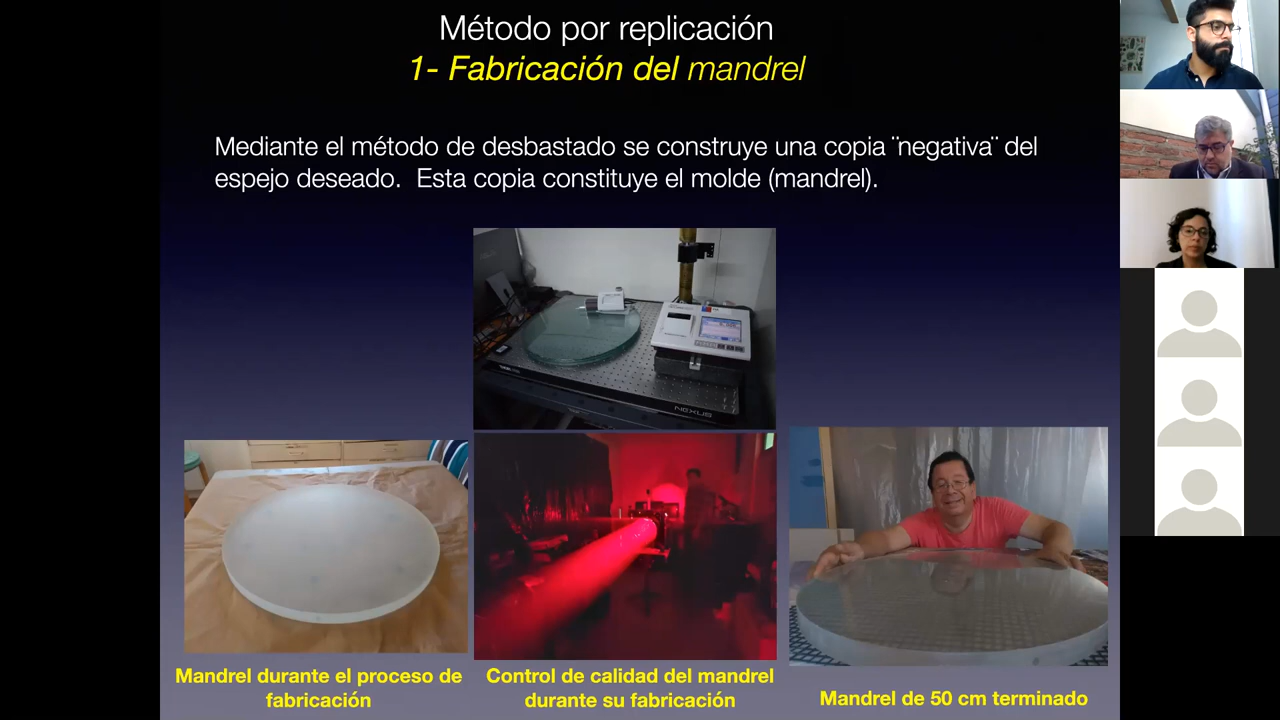 Método por replicación
1- Fabricación del mandrel
Mediante el método de desbastado se construye una copia ¨negativa¨ del
espejo deseado. Esta copia constituye el molde (mandrel).
NEXUS
Mandrel durante el proceso de
fabricación
Control de calidad del mandrel
durante su fabricación
Mandrel de 50 cm terminado